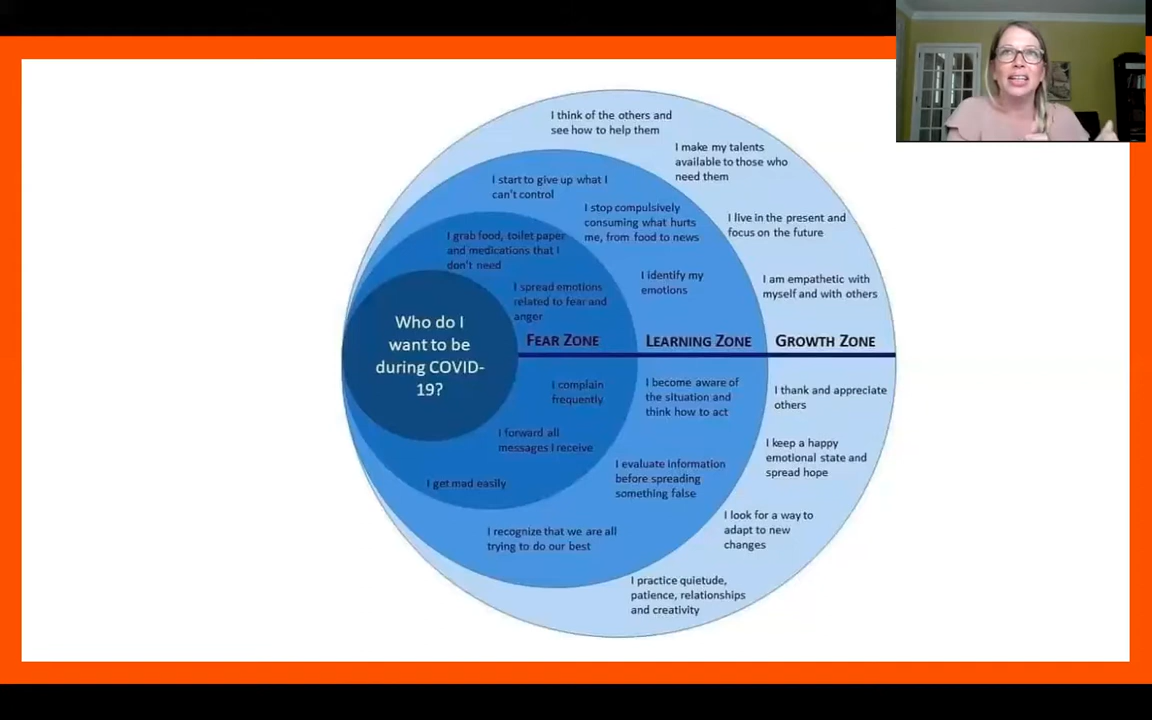 I think of the others and
see how to help them
I make my talents
available to those who
need them
I start to give up what I
can't control
I stop compulsively
consuming what hurts
me, from food to news
I live in the present and
focus on the future
I grab food, toilet paper
and medications that I
don't need
I identify my
emotions
I am empathetic with
myself and with others
I spread emotions
related to fear and
anger
Who do I
want to be
during COVID-
19?
FEAR ZONE
LEARNING ZONE
GROWTH ZONE
I complain
frequently
I become aware of
the situation and
think how to act
I thank and appreciate
others
I forward all
messages I receive
I keep a happy
emotional state and
spread hope
I evaluate information
before spreading
something false
I get mad easily
I look for a way to
adapt to new
changes
I recognize that we are all
trying to do our best
I practice quietude,
patience, relationships
and creativity